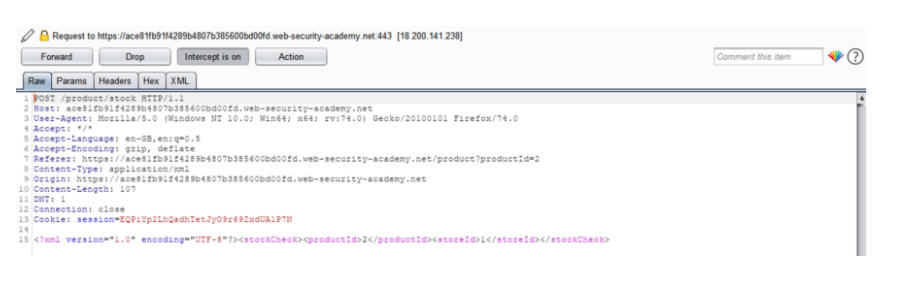 Request to https://ace81fb91f4289b4807b385600bd00fd.web-security-academy.net:443 [18.200.141.238]
Forward Drop Intercept is on Action Comment this item ?
Raw Params Headers Hex XML
1 POST /product/stock HTTP/1.1
2 Host: ace81fb91f4289b4807b385600bd00fd.web-security-academy.net
3 User-Agent: Mozilla/5.0 (Windows NT 10.0; Win64; x64; rv:74.0) Gecko/20100101 Firefox/74.0
4 Accept: */*
5 Accept-Language: en-GB,en;q=0.5
6 Accept-Encoding: gzip, deflate
7 Referer: https://ace81fb91f4289b4807b385600bd00fd.web-security-academy.net/product?productId=2
8 Content-Type: application/xml
9 Origin: https://ace81fb91f4289b4807b385600bd00fd.web-security-academy.net
10 Content-Length: 107
11 DNT: 1
12 Connection: close
13 Cookie: session=EQPiYp2LhQadhTetJyO9r69ZxdUA1P7N
14
15 <?xml version="1.0" encoding="UTF-8"?><stockCheck><productId>2</productId><storeId>1</storeId></stockCheck>